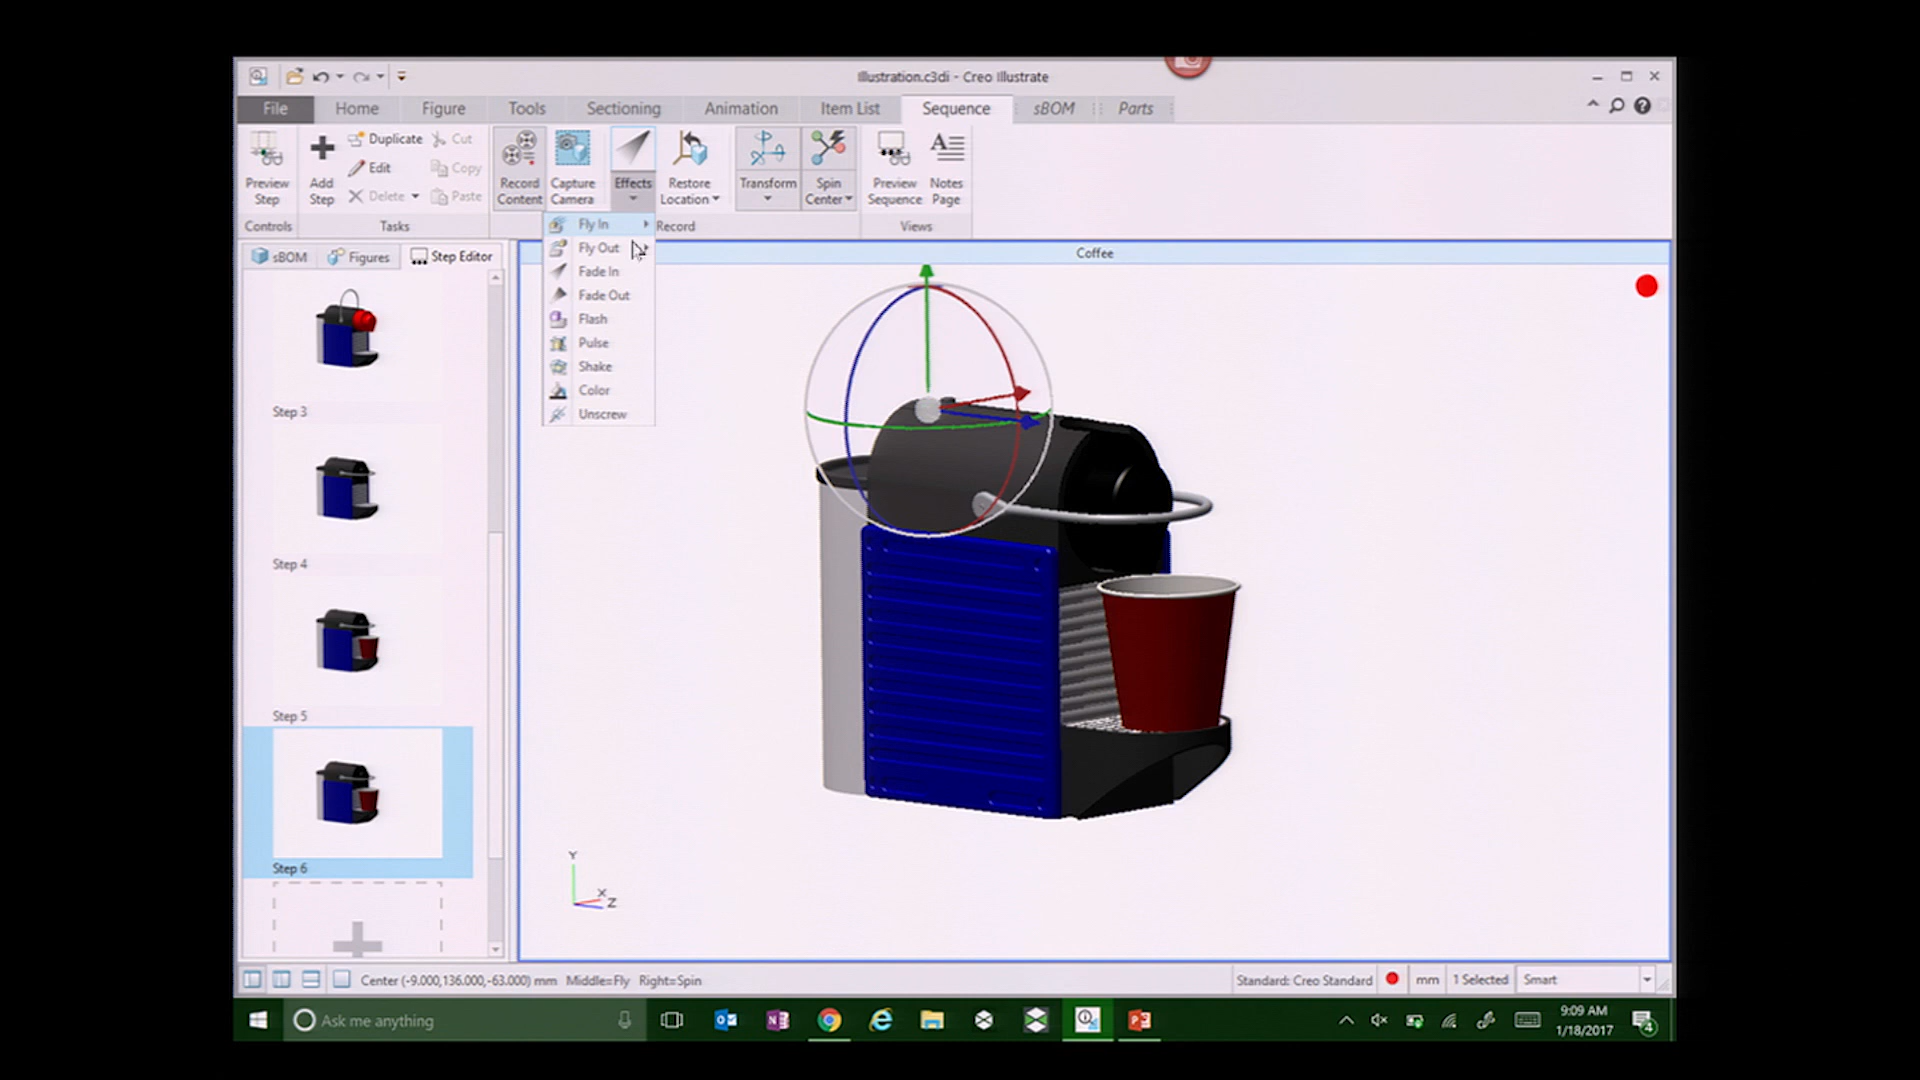 Illustration.c3di - Creo Illustrate
File Home Figure Tools Sectioning Animation Item List Sequence sBOM Parts
Preview Step
Add Step
Duplicate
Edit
Delete
Cut
Copy
Paste
Record Content
Capture Camera
Effects
Restore Location
Transform
Spin Center
Preview Sequence
Notes Page
Controls Tasks Record Views
Fly In
Fly Out
Fade In
Fade Out
Flash
Pulse
Shake
Color
Unscrew
sBOM Figures Step Editor
Coffee
Step 3
Step 4
Step 5
Step 6
Y
X
Z
Center (-9.000,136.000,-63.000) mm Middle=Fly Right=Spin
Standard: Creo Standard mm 1 Selected Smart
Ask me anything
9:09 AM
1/18/2017
4